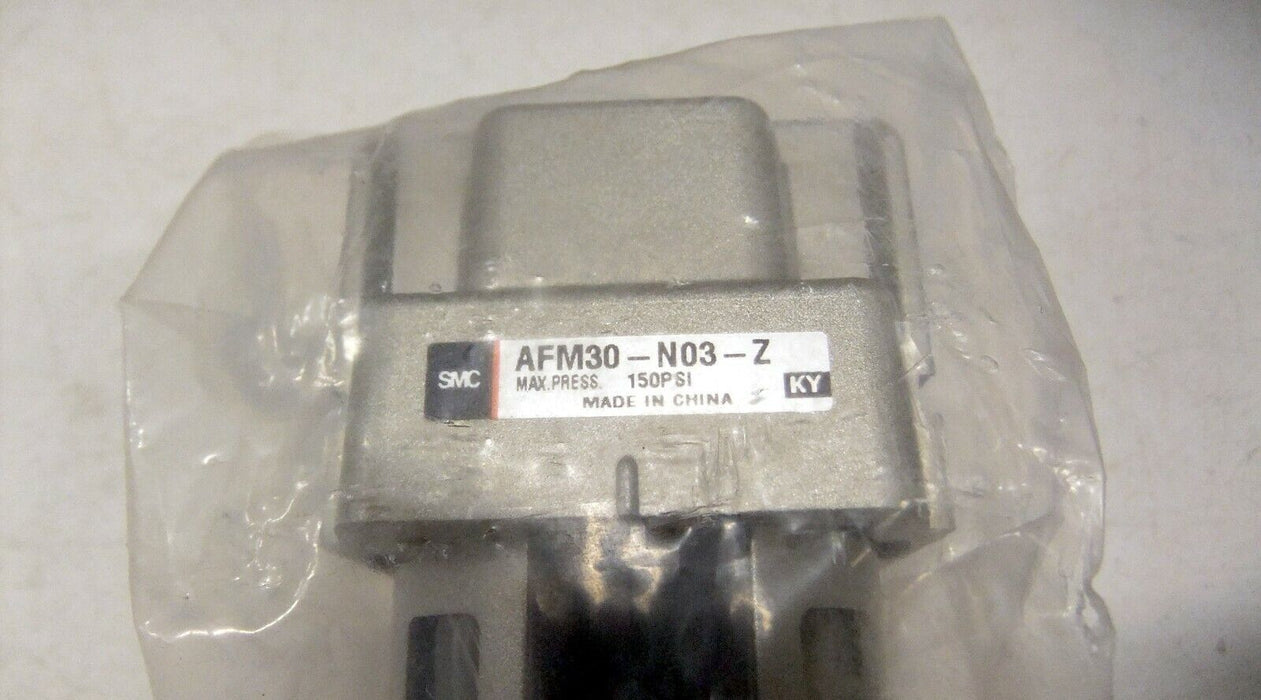 SMC
AFM30-N03-Z
MAX.PRESS. 150PSI
MADE IN CHINA
KY